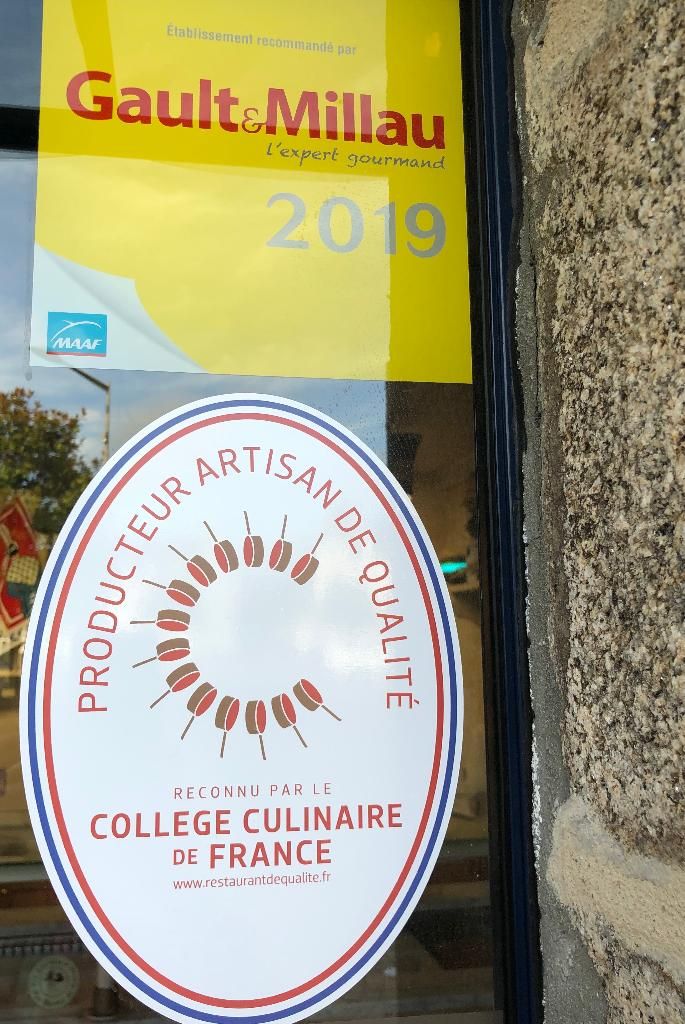 Établissement recommandé par
Gault&Millau
l'expert gourmand
2019
MAAF
PRODUCTEUR ARTISAN DE QUALITÉ
RECONNU PAR LE
COLLEGE CULINAIRE
DE FRANCE
www.restaurantdequalite.fr